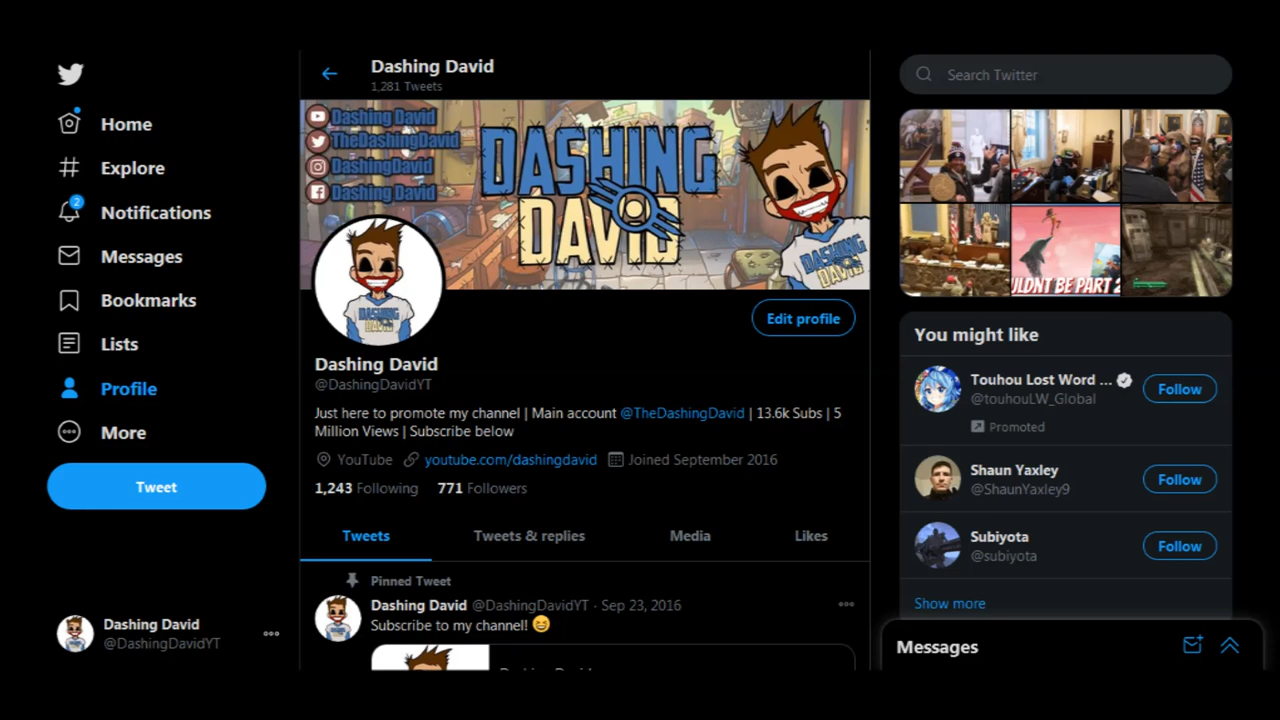 Home
Explore
2
Notifications
Messages
Bookmarks
Lists
Profile
More
Tweet
Dashing David
@DashingDavidYT
Dashing David
1,281 Tweets
Dashing David
TheDashingDavid
DashingDavid
Dashing David
DASHING
DAVID
DASHING
DAVID
DASHING
DAVID
Edit profile
Dashing David
@DashingDavidYT
Just here to promote my channel | Main account @TheDashingDavid | 13.6k Subs | 5
Million Views | Subscribe below
YouTube youtube.com/dashingdavid Joined September 2016
1,243 Following 771 Followers
Tweets Tweets & replies Media Likes
Pinned Tweet
Dashing David @DashingDavidYT · Sep 23, 2016
Subscribe to my channel! 😆
Search Twitter
You might like
Touhou Lost Word ...
@touhouLW_Global
Follow
Promoted
Shaun Yaxley
@ShaunYaxley9
Follow
Subiyota
@subiyota
Follow
Show more
Messages